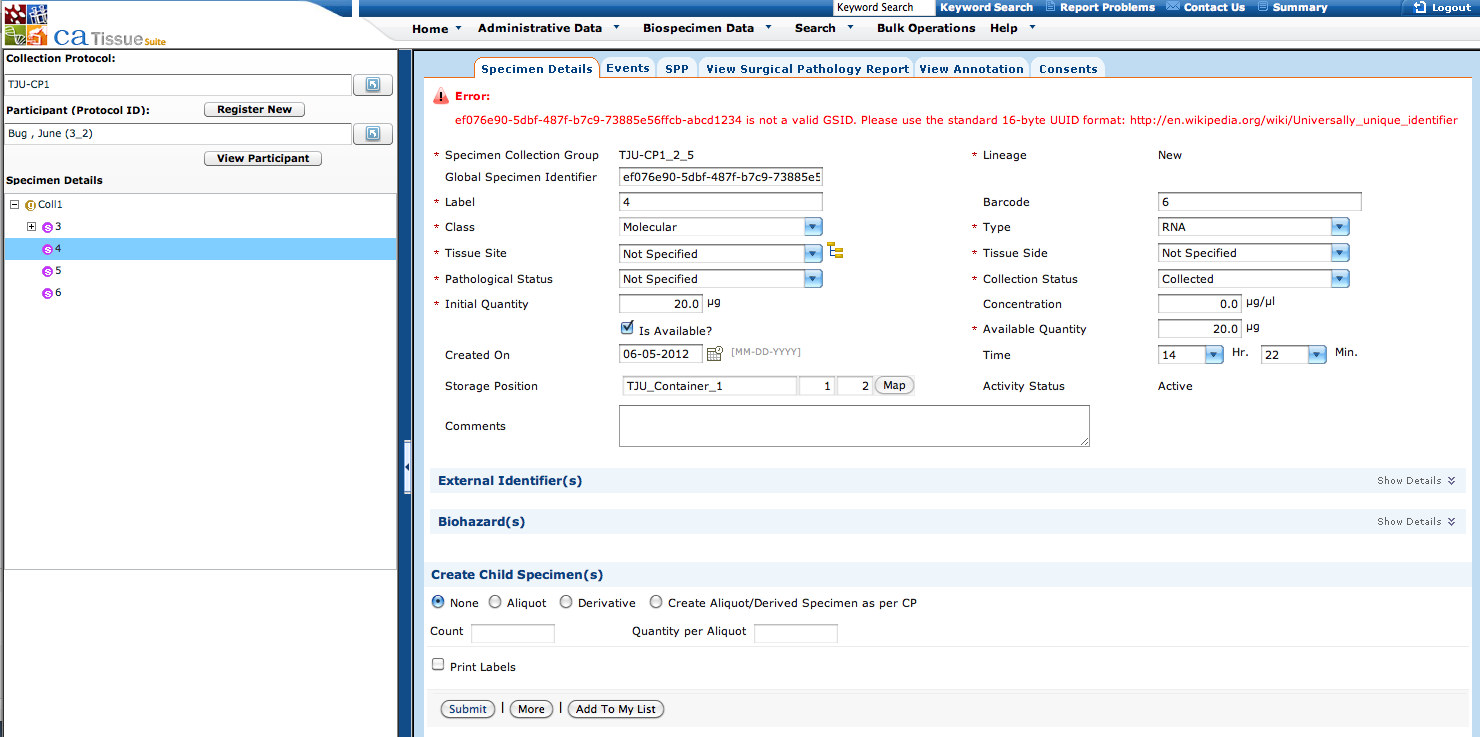 Keyword Search Keyword Search Report Problems Contact Us Summary Logout
ca Tissue Suite
Home Administrative Data Biospecimen Data Search Bulk Operations Help
Collection Protocol:
TJU-CP1
Participant (Protocol ID): Register New
Bug , June (3_2)
View Participant
Specimen Details
g Coll1
s 3
s 4
s 5
s 6
Specimen Details Events SPP View Surgical Pathology Report View Annotation Consents
Error:
ef076e90-5dbf-487f-b7c9-73885e56ffcb-abcd1234 is not a valid GSID. Please use the standard 16-byte UUID format: http://en.wikipedia.org/wiki/Universally_unique_identifier
* Specimen Collection Group TJU-CP1_2_5 * Lineage New
Global Specimen Identifier ef076e90-5dbf-487f-b7c9-73885e5
* Label 4 Barcode 6
* Class Molecular * Type RNA
* Tissue Site Not Specified * Tissue Side Not Specified
* Pathological Status Not Specified * Collection Status Collected
* Initial Quantity 20.0 µg Concentration 0.0 µg/µl
Is Available? * Available Quantity 20.0 µg
Created On 06-05-2012 [MM-DD-YYYY] Time 14 Hr. 22 Min.
Storage Position TJU_Container_1 1 2 Map Activity Status Active
Comments
External Identifier(s) Show Details
Biohazard(s) Show Details
Create Child Specimen(s)
None Aliquot Derivative Create Aliquot/Derived Specimen as per CP
Count Quantity per Aliquot
Print Labels
Submit | More | Add To My List